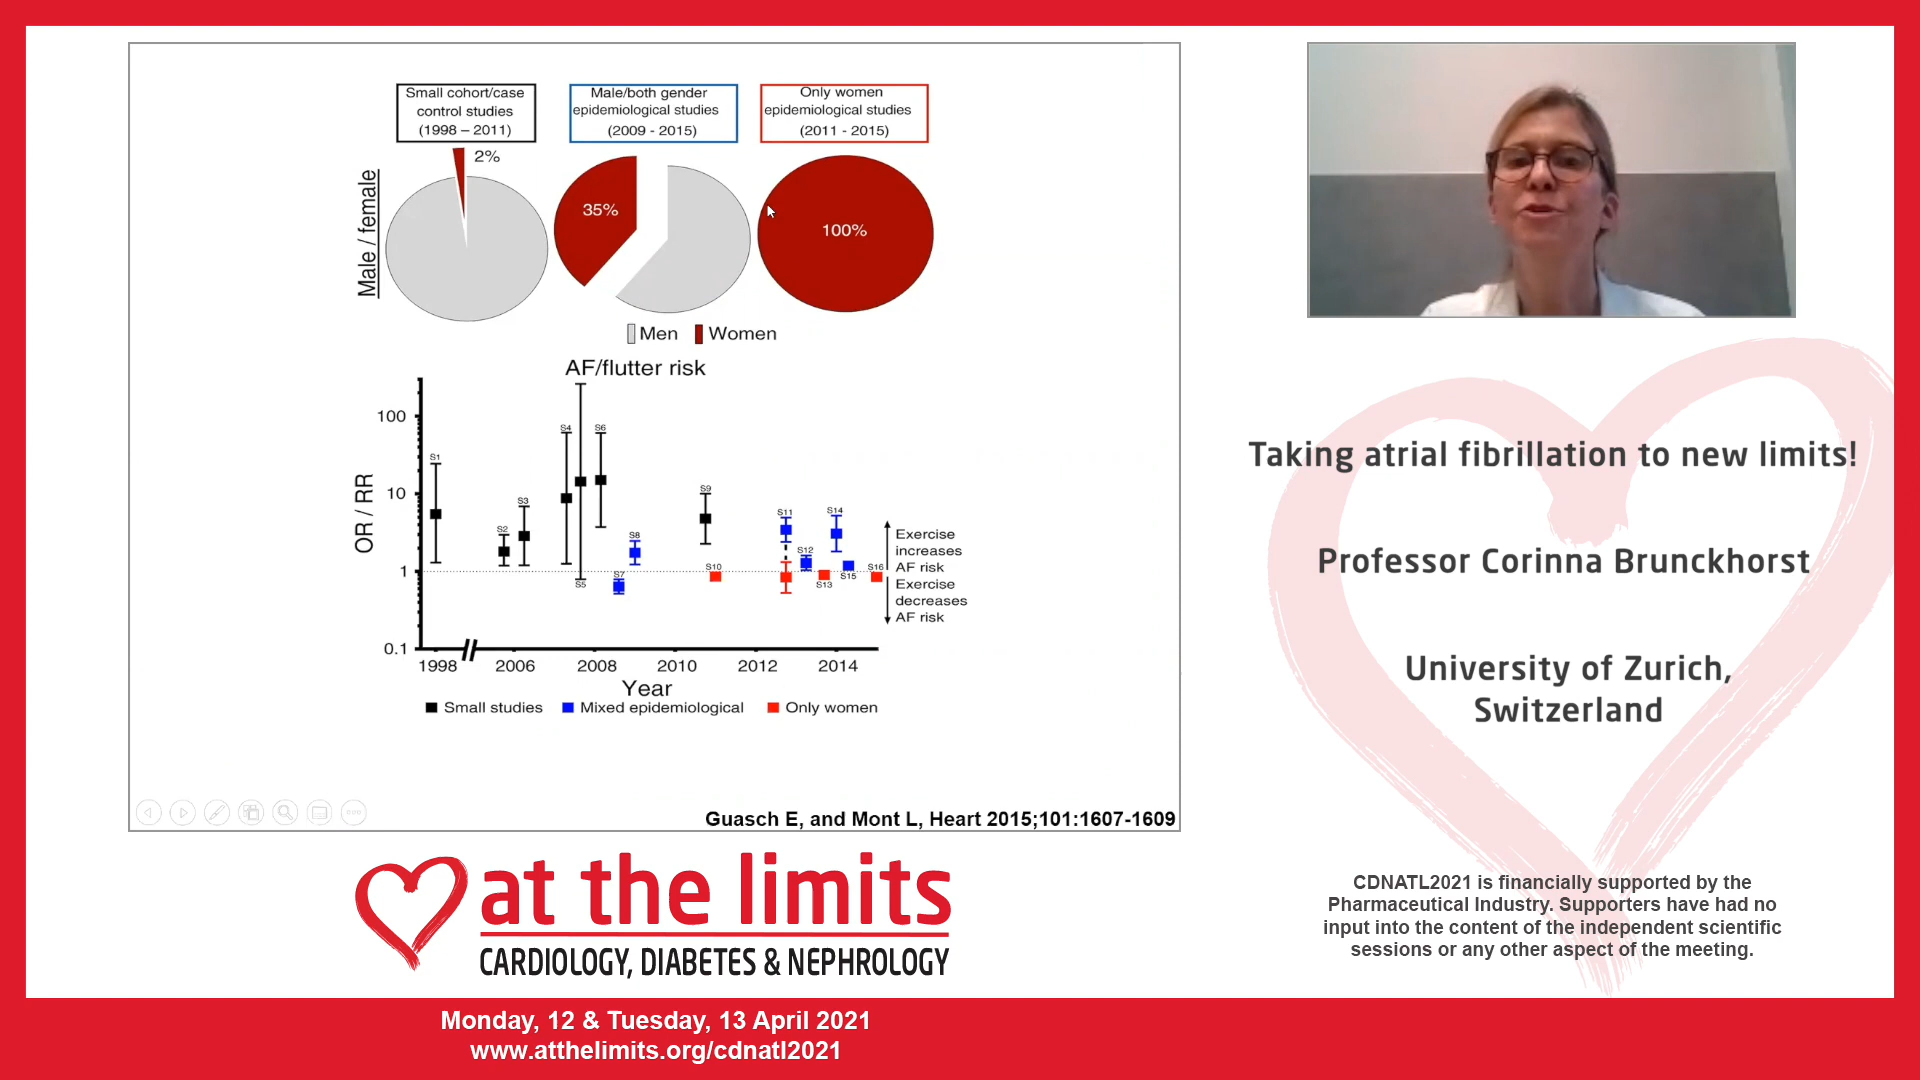 Small cohort/case
control studies
(1998 – 2011)
Male/both gender
epidemiological studies
(2009 - 2015)
Only women
epidemiological studies
(2011 - 2015)
Male / female
2%
35%
100%
Men
Women
AF/flutter risk
OR / RR
100
10
1
0.1
S1
S2
S3
S4
S5
S6
S7
S8
S9
S10
S11
S12
S13
S14
S15
S16
Exercise
increases
AF risk
Exercise
decreases
AF risk
1998
2006
2008
2010
2012
2014
Year
Small studies
Mixed epidemiological
Only women
Guasch E, and Mont L, Heart 2015;101:1607-1609
Taking atrial fibrillation to new limits!
Professor Corinna Brunckhorst
University of Zurich,
Switzerland
CDNATL2021 is financially supported by the
Pharmaceutical Industry. Supporters have had no
input into the content of the independent scientific
sessions or any other aspect of the meeting.
at the limits
CARDIOLOGY, DIABETES & NEPHROLOGY
Monday, 12 & Tuesday, 13 April 2021
www.atthelimits.org/cdnatl2021